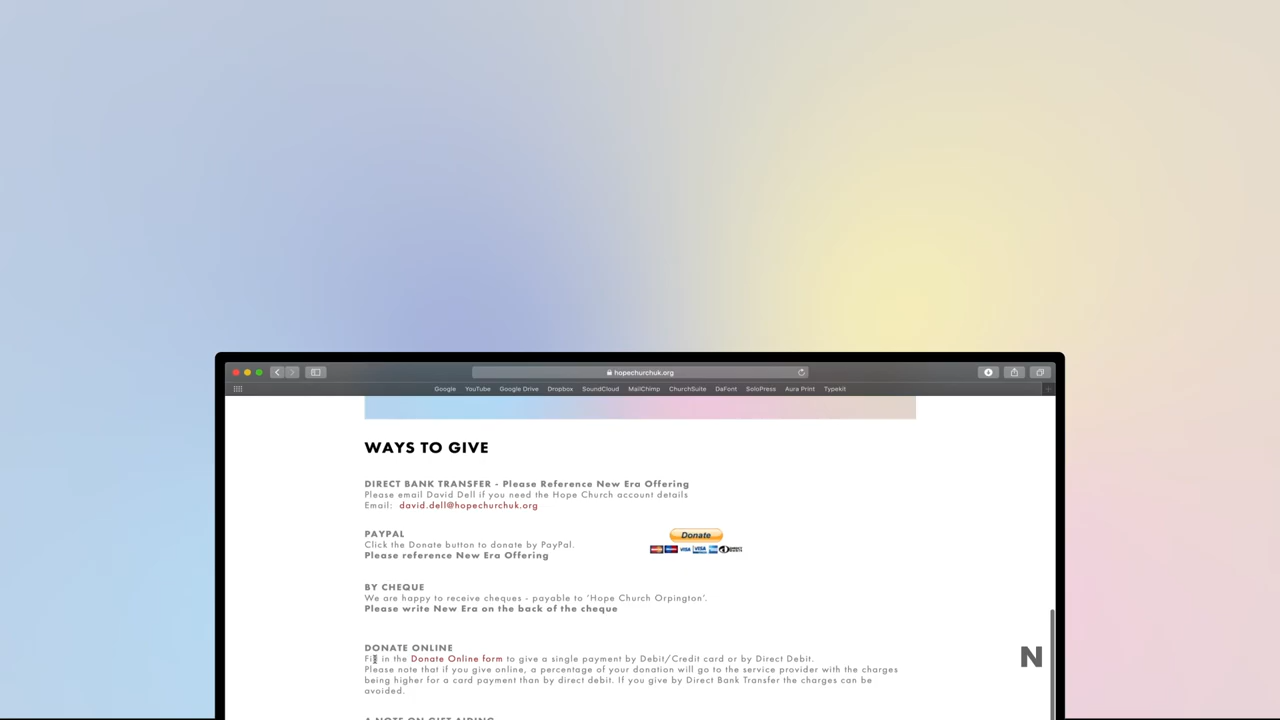 hopechurchuk.org
Google YouTube Google Drive Dropbox SoundCloud MailChimp ChurchSuite DaFont SoloPress Aura Print Typekit
WAYS TO GIVE
DIRECT BANK TRANSFER - Please Reference New Era Offering
Please email David Dell if you need the Hope Church account details
Email: david.dell@hopechurchuk.org
PAYPAL
Click the Donate button to donate by PayPal.
Please reference New Era Offering
Donate
BY CHEQUE
We are happy to receive cheques - payable to ‘Hope Church Orpington’.
Please write New Era on the back of the cheque
DONATE ONLINE
Fill in the Donate Online form to give a single payment by Debit/Credit card or by Direct Debit.
Please note that if you give online, a percentage of your donation will go to the service provider with the charges
being higher for a card payment than by direct debit. If you give by Direct Bank Transfer the charges can be
avoided.
A NOTE ON GIFT AIDING
N